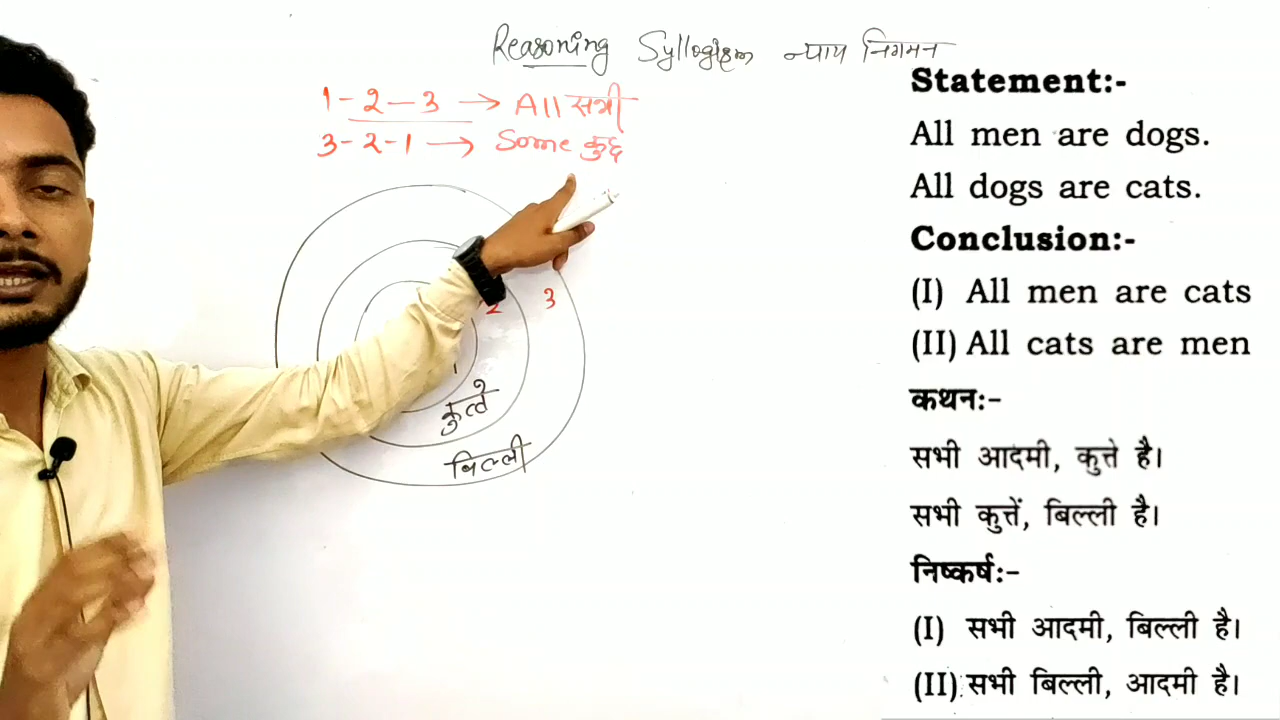 Reasoning Syllogism न्याय निगमन
1 - 2 - 3 → All सभी
3 - 2 - 1 → Some कुछ
2 3
1
कुत्ते
बिल्ली
Statement:-
All men are dogs.
All dogs are cats.
Conclusion:-
(I) All men are cats
(II) All cats are men
कथन:-
सभी आदमी, कुत्ते है।
सभी कुत्तें, बिल्ली है।
निष्कर्ष:-
(I) सभी आदमी, बिल्ली है।
(II) सभी बिल्ली, आदमी है।